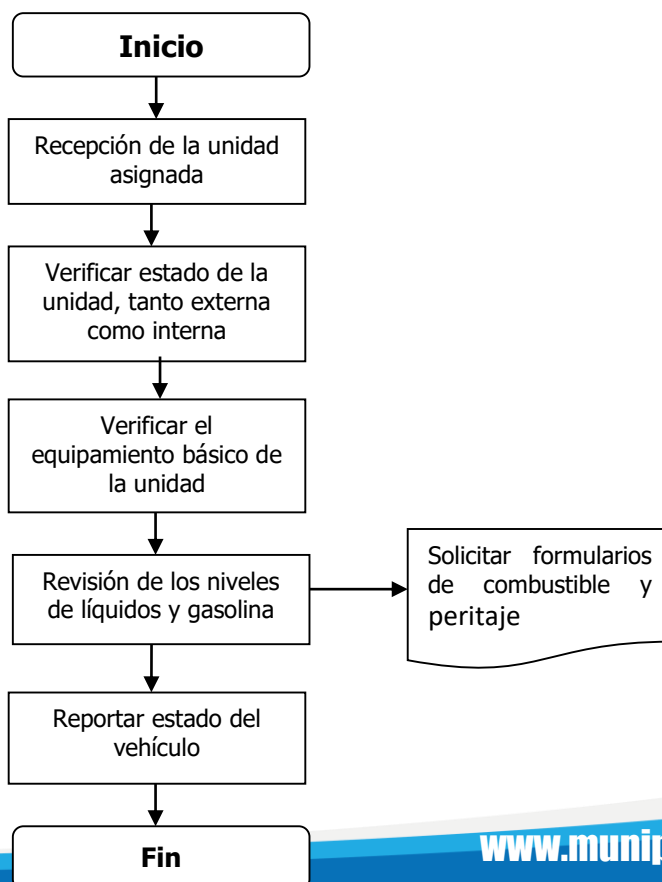 Inicio
Recepción de la unidad
asignada
Verificar estado de la
unidad, tanto externa
como interna
Verificar el
equipamiento básico de
la unidad
Revisión de los niveles
de líquidos y gasolina
Solicitar formularios
de combustible y
peritaje
Reportar estado del
vehículo
Fin
www.munip